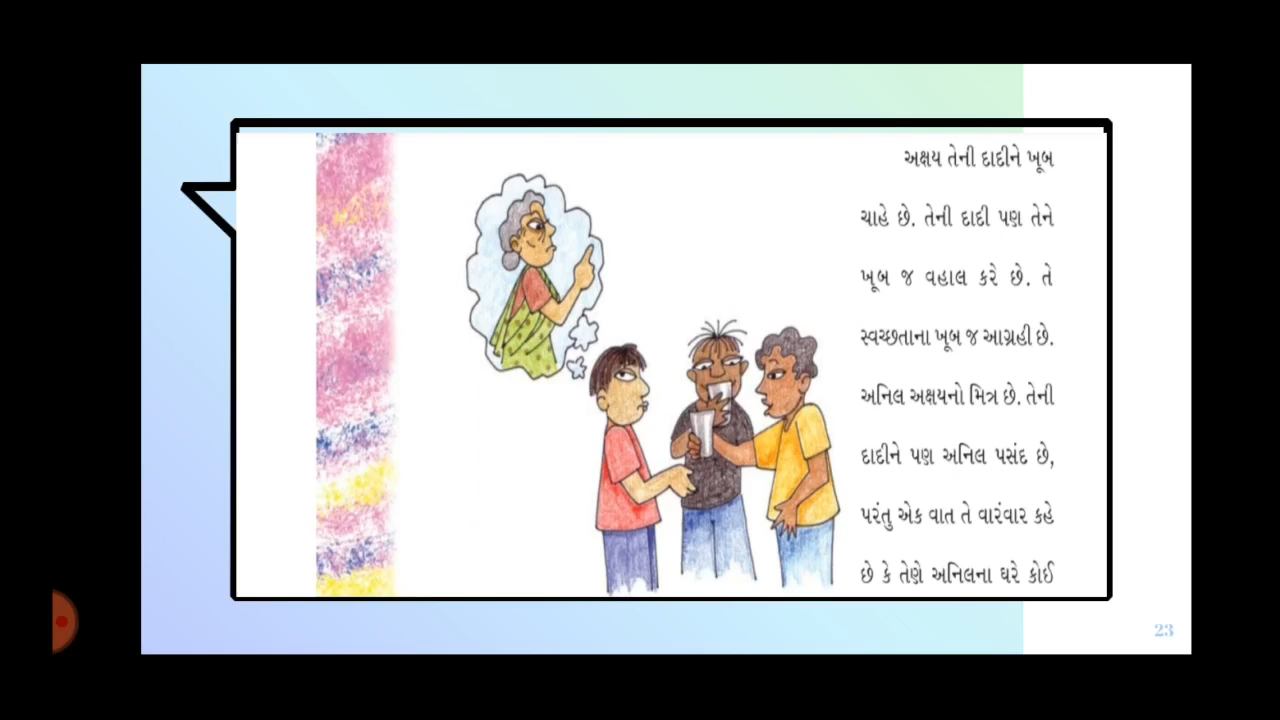 અક્ષય તેની દાદીને ખૂબ
ચાહે છે. તેની દાદી પણ તેને
ખૂબ જ વહાલ કરે છે. તે
સ્વચ્છતાના ખૂબ જ આગ્રહી છે.
અનિલ અક્ષયનો મિત્ર છે. તેની
દાદીને પણ અનિલ પસંદ છે,
પરંતુ એક વાત તે વારંવાર કહે
છે કે તેણે અનિલના ઘરે કોઈ
23